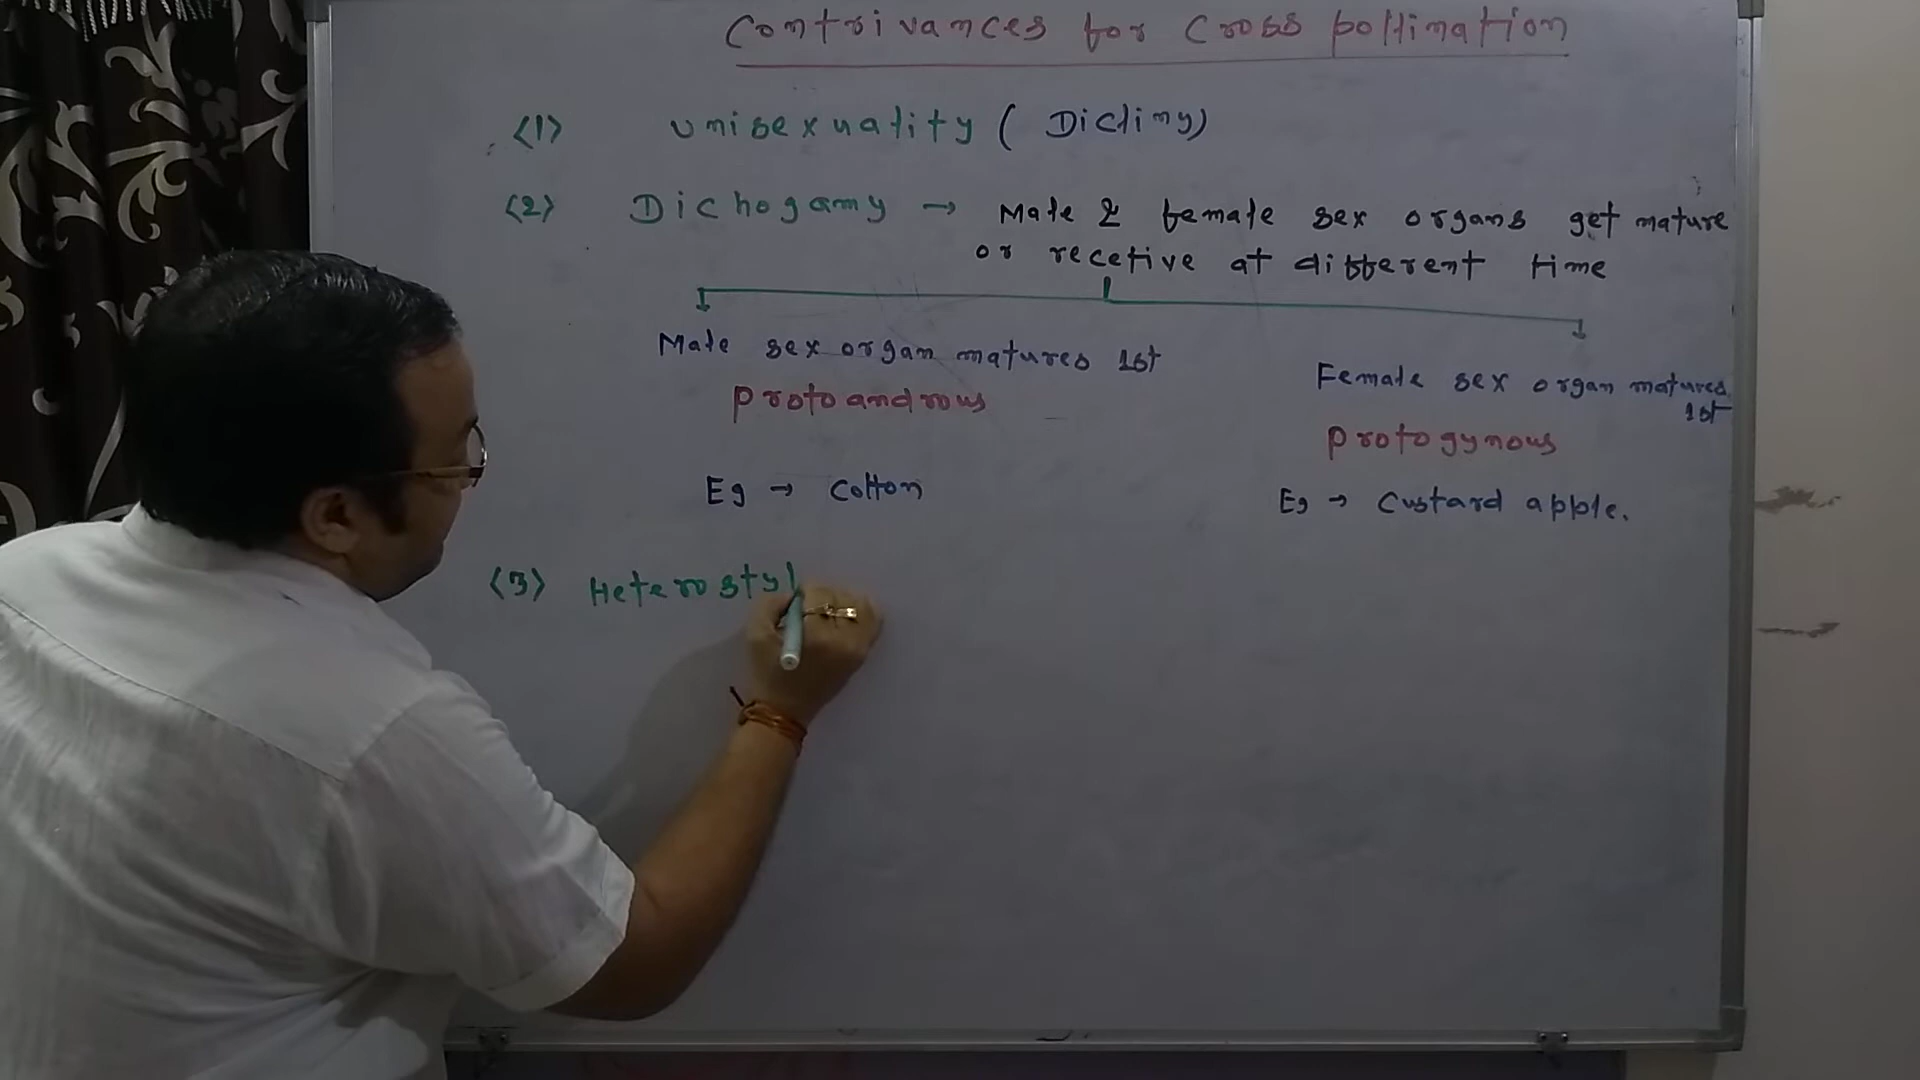 Contrivances for Cross pollination
<1> Unisexuality ( Dicliny)
<2> Dichogamy → Male & female sex organs get mature
or recetive at different time
Male sex organ matures 1st
Protoandrous
Eg → Cotton
Female sex organ matures
1st
Protogynous
Eg → Custard apple.
<3> Heterostyl